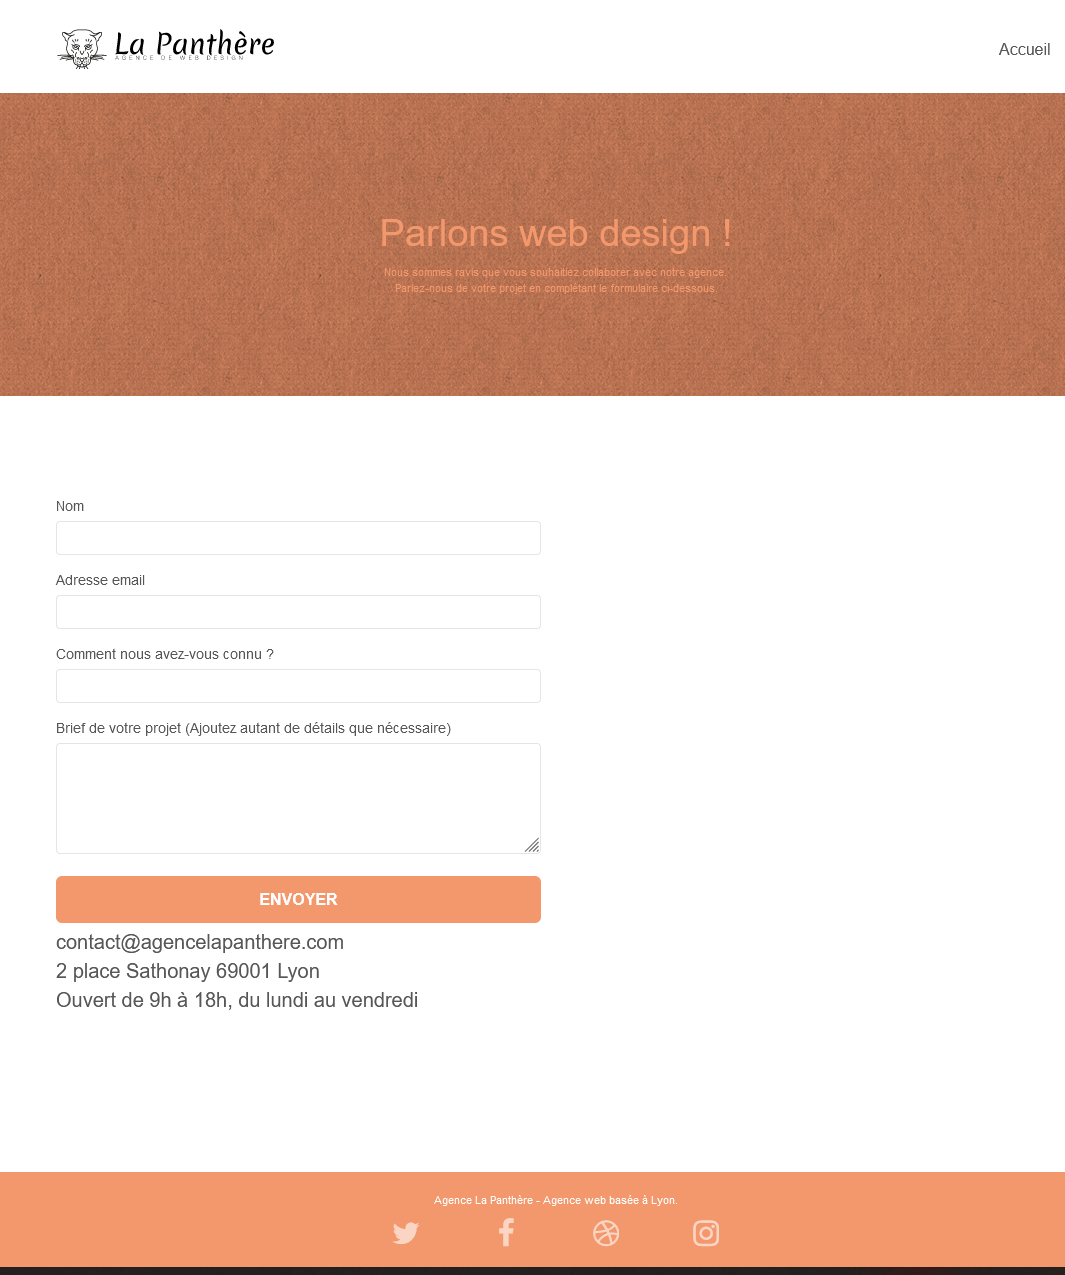 La Panthère
AGENCE DE WEB DESIGN
Accueil
Parlons web design !
Nous sommes ravis que vous souhaitiez collaborer avec notre agence.
Parlez-nous de votre projet en complétant le formulaire ci-dessous.
Nom
Adresse email
Comment nous avez-vous connu ?
Brief de votre projet (Ajoutez autant de détails que nécessaire)
ENVOYER
contact@agencelapanthere.com
2 place Sathonay 69001 Lyon
Ouvert de 9h à 18h, du lundi au vendredi
Agence La Panthère - Agence web basée à Lyon.